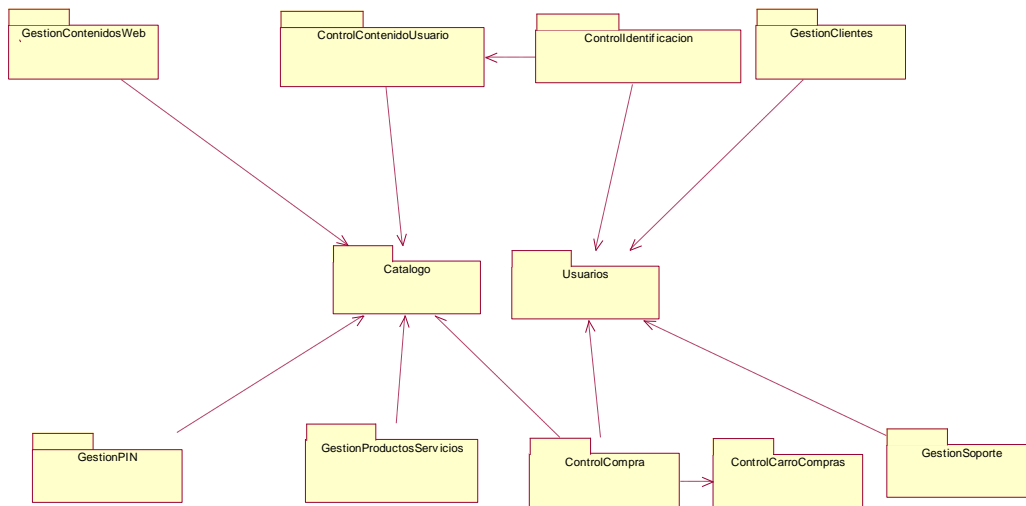 GestionContenidosWeb
`
ControlContenidoUsuario
ControlIdentificacion
GestionClientes
Catalogo
Usuarios
GestionPIN
GestionProductosServicios
ControlCompra
ControlCarroCompras
GestionSoporte